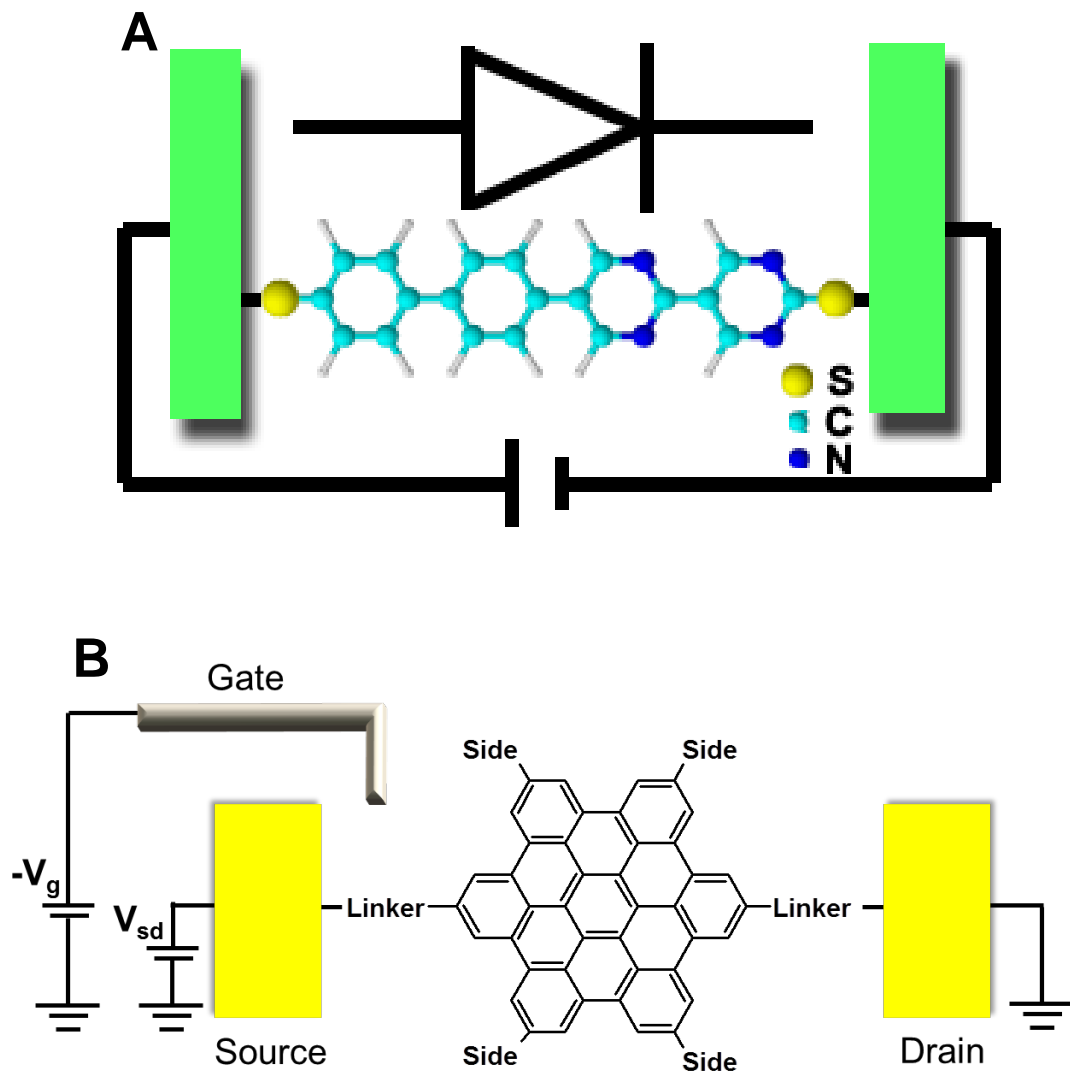 A
S
C
N
B
Gate
Side Side
-Vg
Vsd
Linker Linker
Side Side
Source Drain